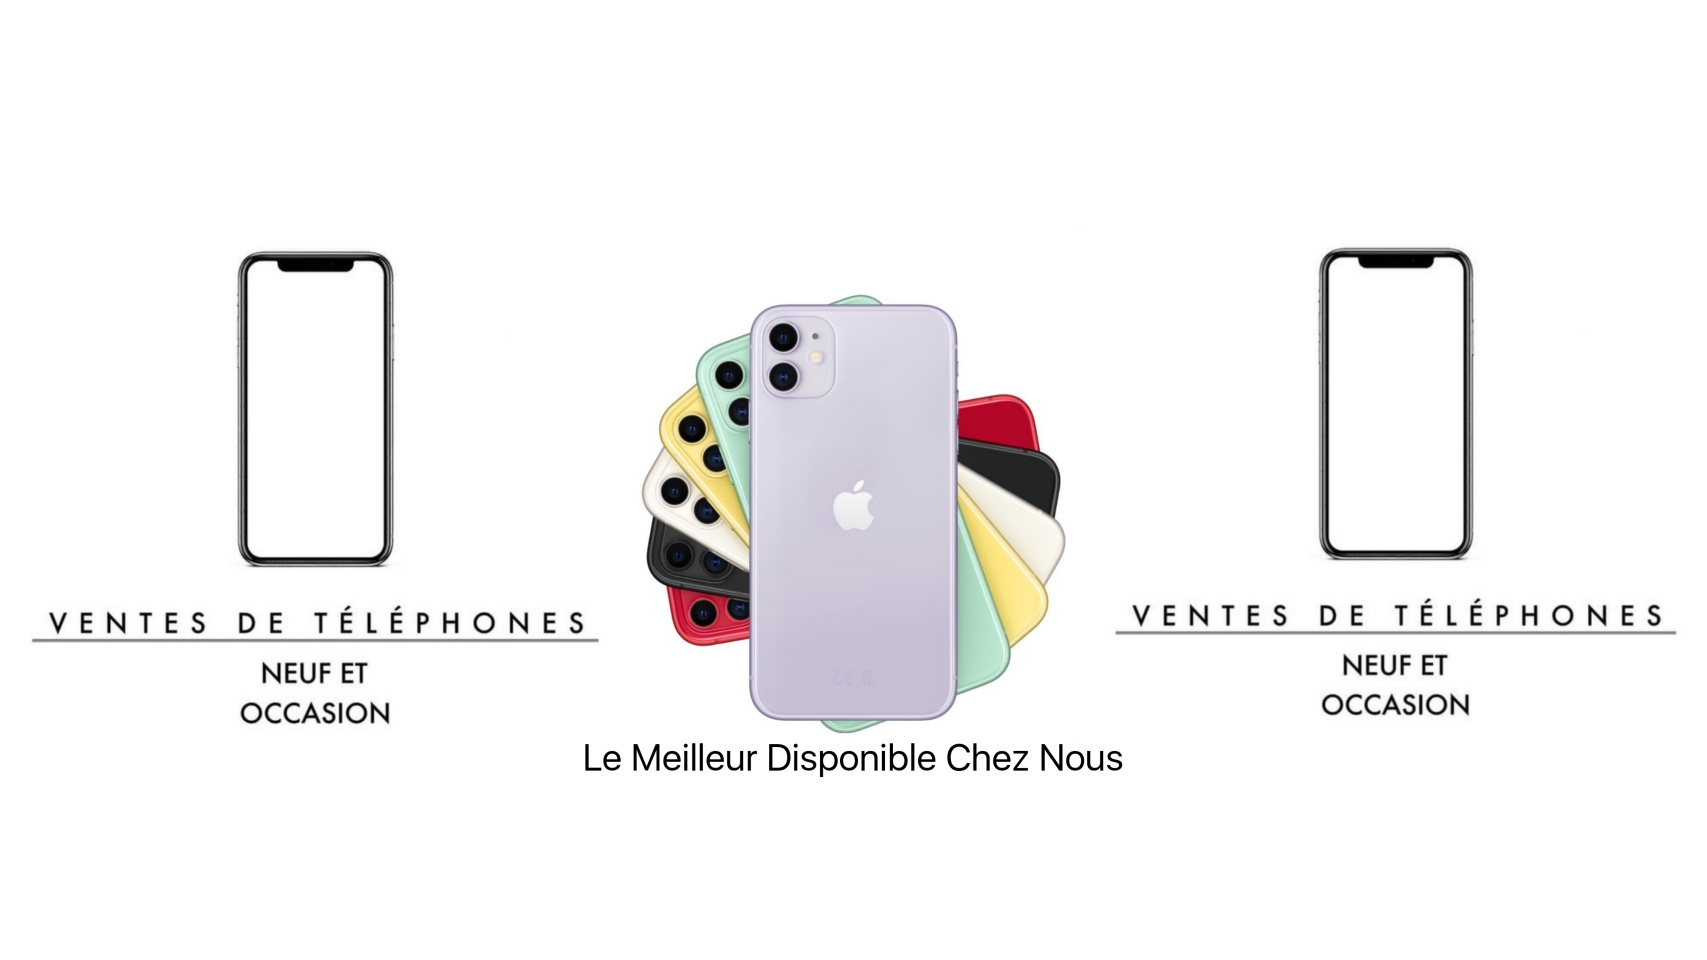 VENTES DE TÉLÉPHONES
NEUF ET
OCCASION
Le Meilleur Disponible Chez Nous
VENTES DE TÉLÉPHONES
NEUF ET
OCCASION